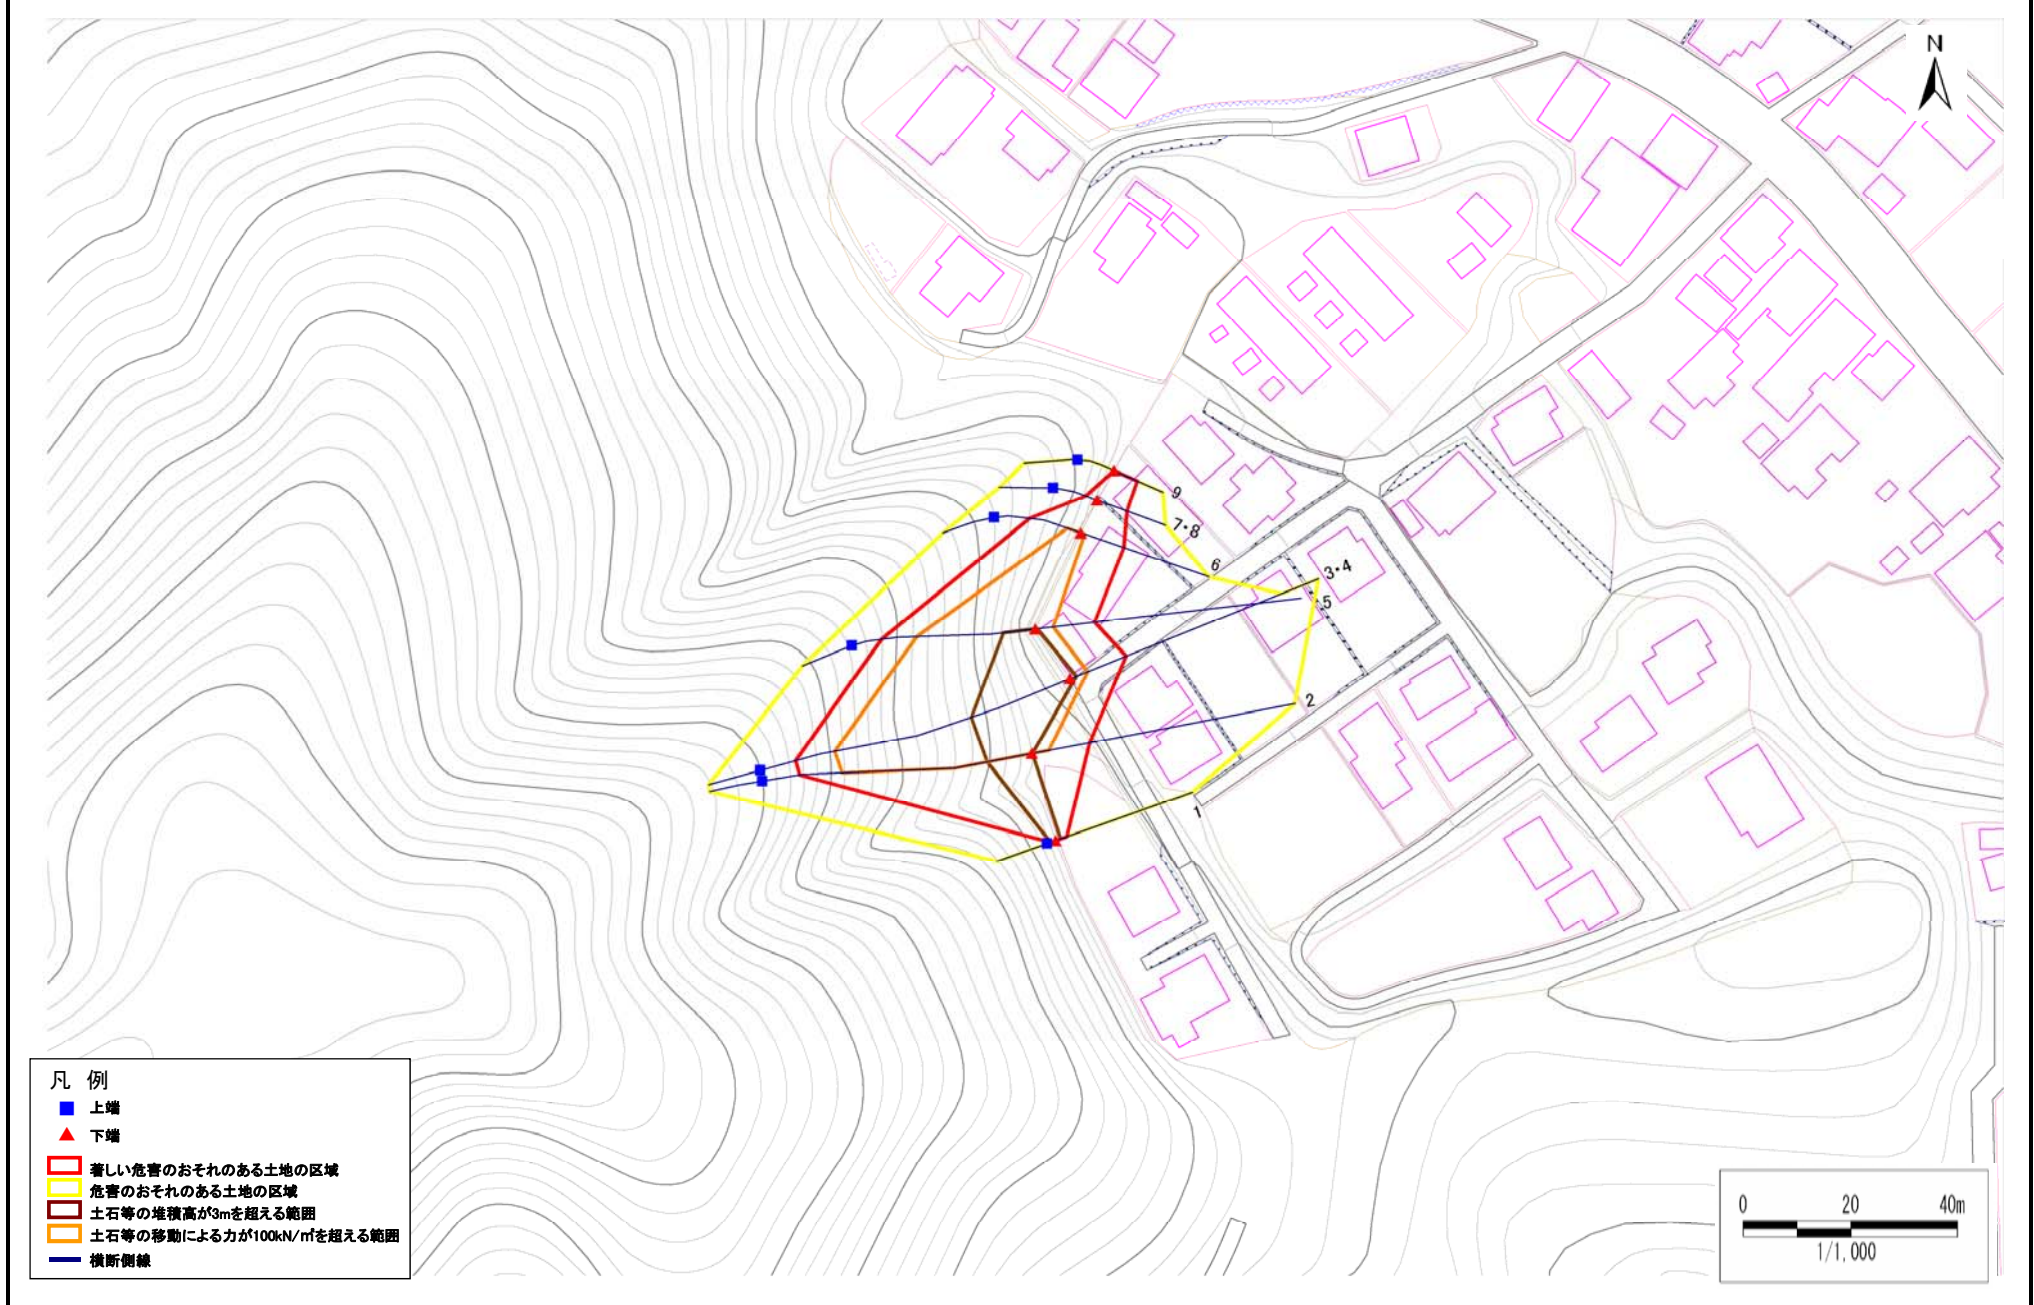 N
9
7・8
6
3・4
5
2
1
凡 例
上端
下端
著しい危害のおそれのある土地の区域
危害のおそれのある土地の区域
土石等の堆積高が3mを超える範囲
土石等の移動による力が100kN/㎡を超える範囲
横断側線
0 20 40m
1/1,000